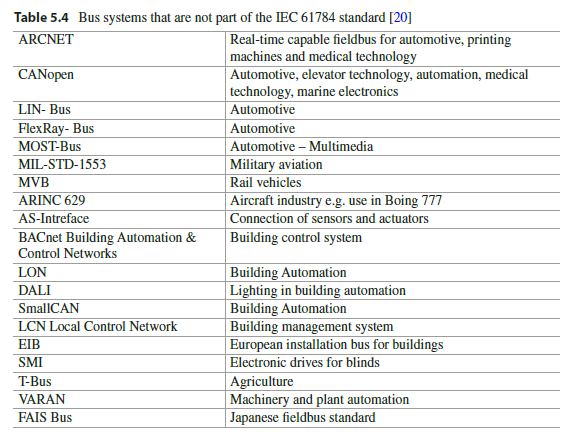 Table 5.4 Bus systems that are not part of the IEC 61784 standard [20]
ARCNET Real-time capable fieldbus for automotive, printing
machines and medical technology
CANopen Automotive, elevator technology, automation, medical
technology, marine electronics
LIN- Bus Automotive
FlexRay- Bus Automotive
MOST-Bus Automotive – Multimedia
MIL-STD-1553 Military aviation
MVB Rail vehicles
ARINC 629 Aircraft industry e.g. use in Boeing 777
AS-Intreface Connection of sensors and actuators
BACnet Building Automation & Building control system
Control Networks
LON Building Automation
DALI Lighting in building automation
SmallCAN Building Automation
LCN Local Control Network Building management system
EIB European installation bus for buildings
SMI Electronic drives for blinds
T-Bus Agriculture
VARAN Machinery and plant automation
FAIS Bus Japanese fieldbus standard